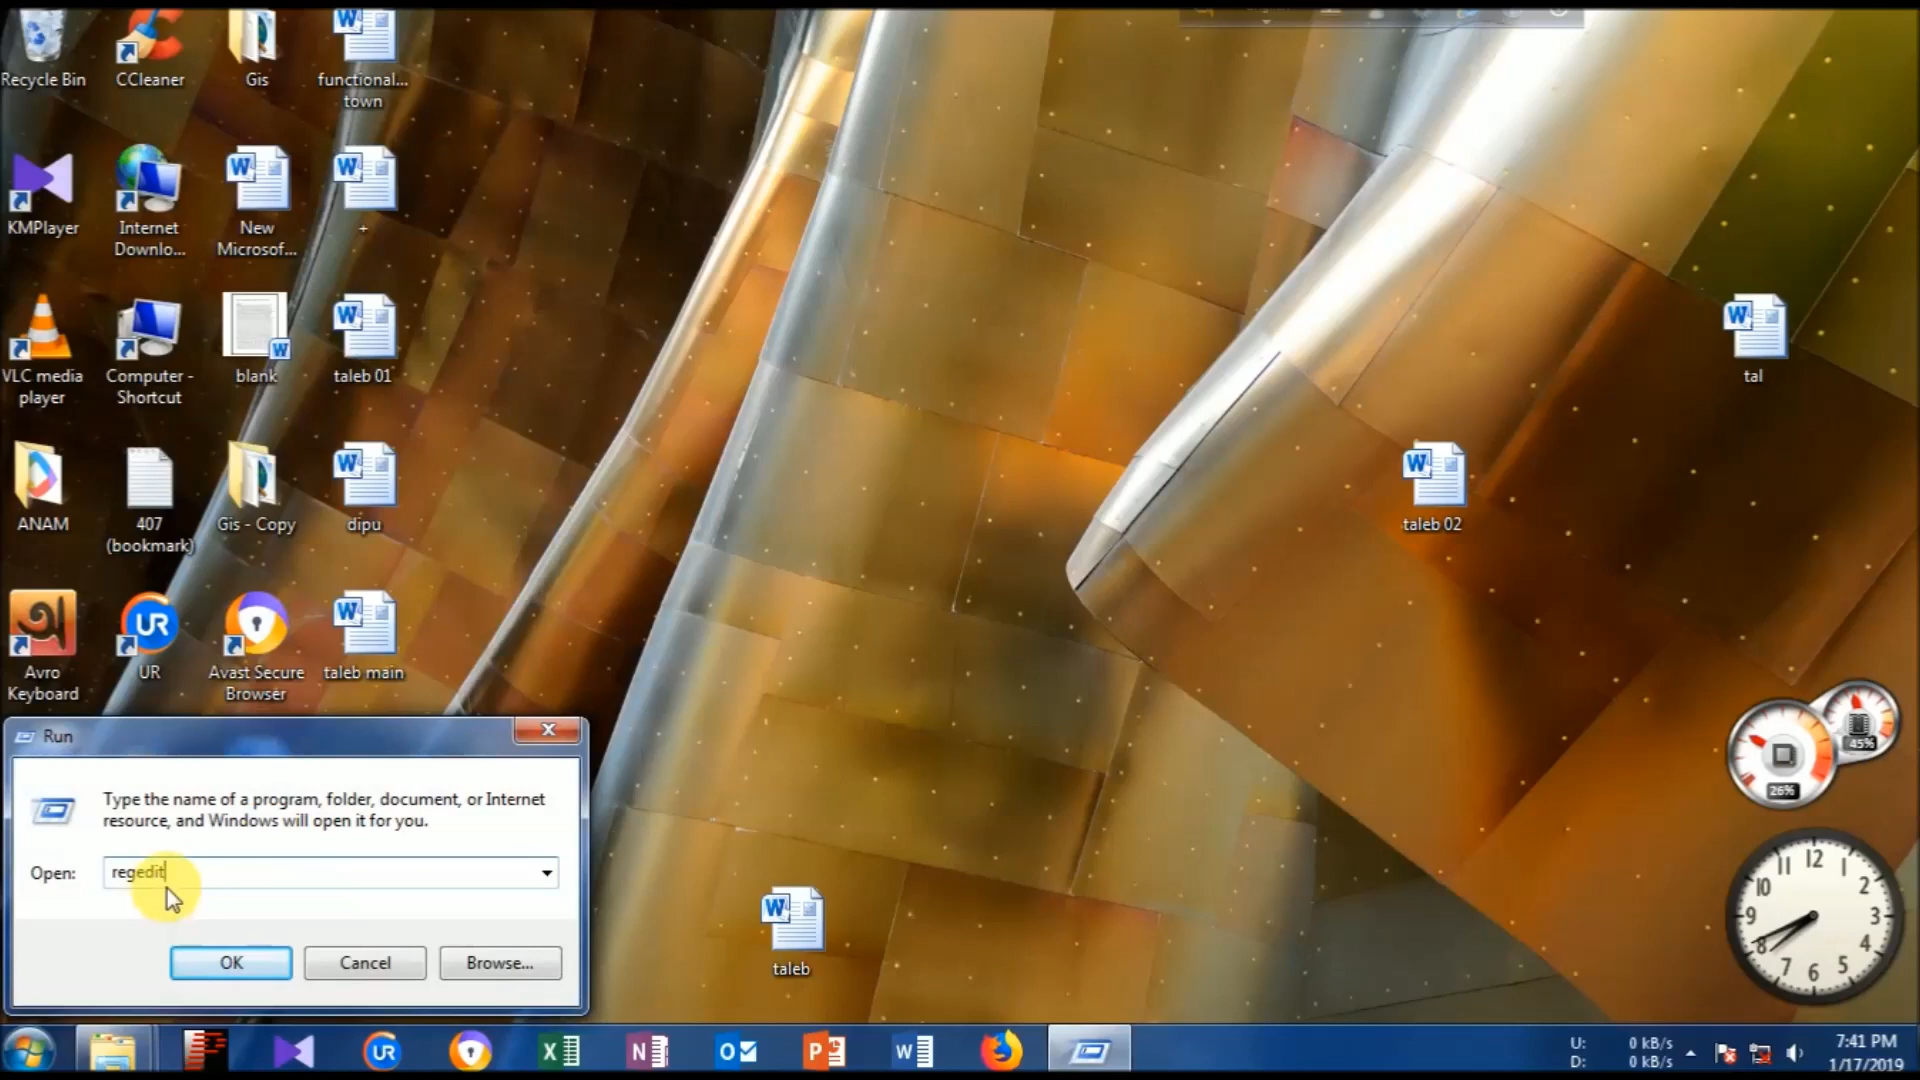 Recycle Bin
CCleaner
Gis
functional...
town
KMPlayer
Internet
Downlo...
New
Microsof...
+
VLC media
player
Computer -
Shortcut
blank
taleb 01
tal
ANAM
407
(bookmark)
Gis - Copy
dipu
taleb 02
Avro
Keyboard
UR
UR
Avast Secure
Browser
taleb main
Run
Type the name of a program, folder, document, or Internet
resource, and Windows will open it for you.
Open:
regedit
OK
Cancel
Browse...
taleb
45%
26%
12
1
2
3
4
5
6
7
8
9
10
11
UR
U: 0 kB/s
D: 0 kB/s
7:41 PM
1/17/2019